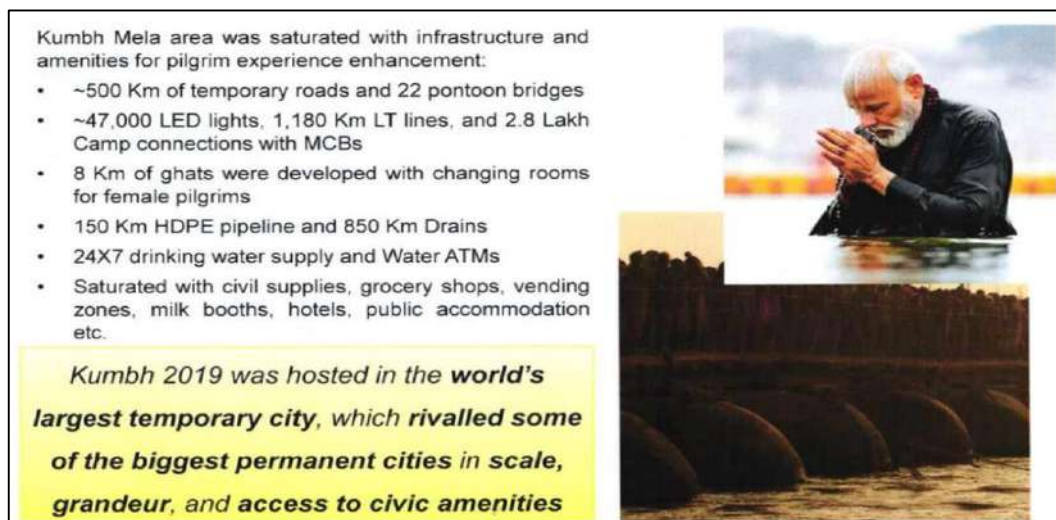 Kumbh Mela area was saturated with infrastructure and
amenities for pilgrim experience enhancement:
• ~500 Km of temporary roads and 22 pontoon bridges
• ~47,000 LED lights, 1,180 Km LT lines, and 2.8 Lakh
Camp connections with MCBs
• 8 Km of ghats were developed with changing rooms
for female pilgrims
• 150 Km HDPE pipeline and 850 Km Drains
• 24X7 drinking water supply and Water ATMs
• Saturated with civil supplies, grocery shops, vending
zones, milk booths, hotels, public accommodation
etc.
Kumbh 2019 was hosted in the world's
largest temporary city, which rivalled some
of the biggest permanent cities in scale,
grandeur, and access to civic amenities